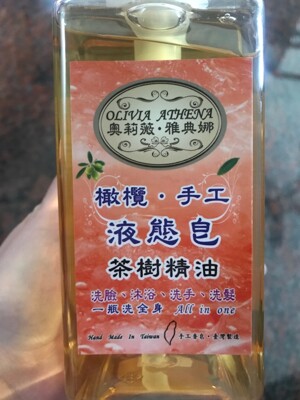 OLIVIA ATHENA
奧莉薇·雅典娜
橄欖·手工
液態皂
茶樹精油
洗臉、沐浴、洗手、洗髮
一瓶洗全身 All in one
Hand Made In Taiwan 手工番皂·臺灣製造